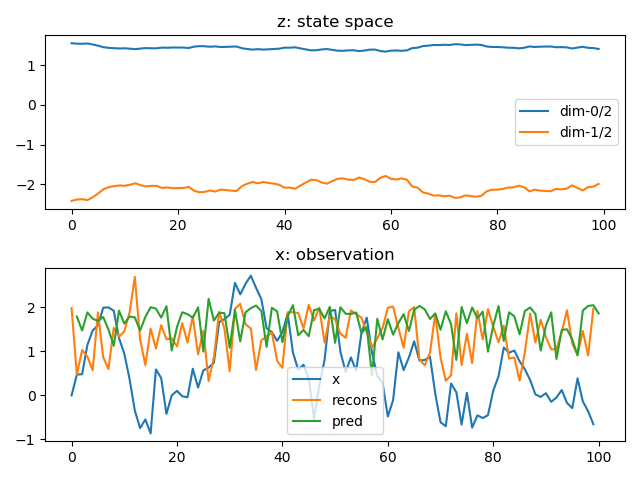 z: state space
1
0
−1
−2
dim-0/2
dim-1/2
0
20
40
60
80
100
x: observation
2
1
0
−1
x
recons
pred
0
20
40
60
80
100